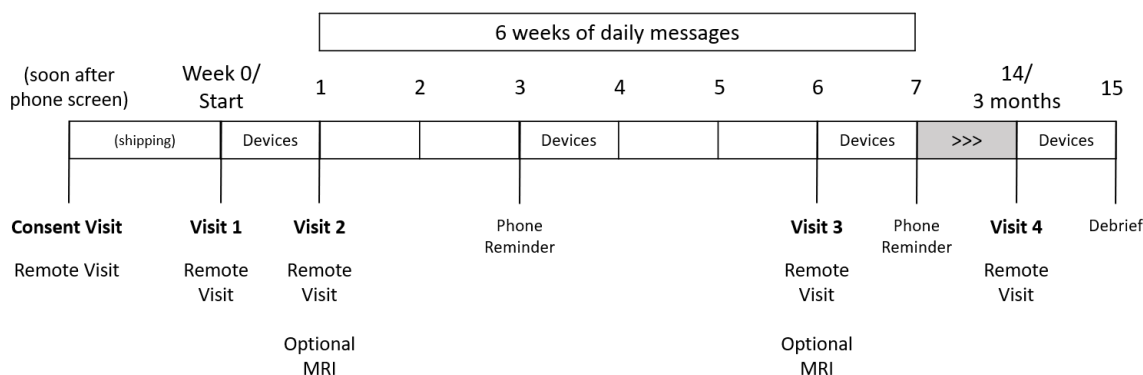 6 weeks of daily messages
(soon after
phone screen)
Week 0/
Start
1
2
3
4
5
6
7
14/
3 months
15
(shipping)
Devices
Devices
Devices
>>>
Devices
Consent Visit
Remote Visit
Visit 1
Remote
Visit
Visit 2
Remote
Visit
Optional
MRI
Phone
Reminder
Visit 3
Remote
Visit
Optional
MRI
Phone
Reminder
Visit 4
Remote
Visit
Debrief